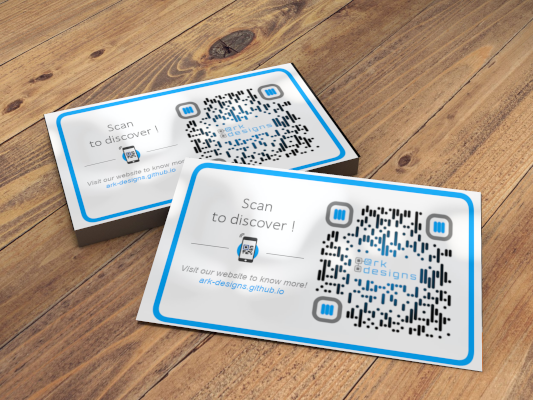 Scan
to discover !
Visit our website to know more!
ark-designs.github.io
ark
designs
Scan
to discover !
Visit our website to know more!
ark-designs.github.io
ark
designs